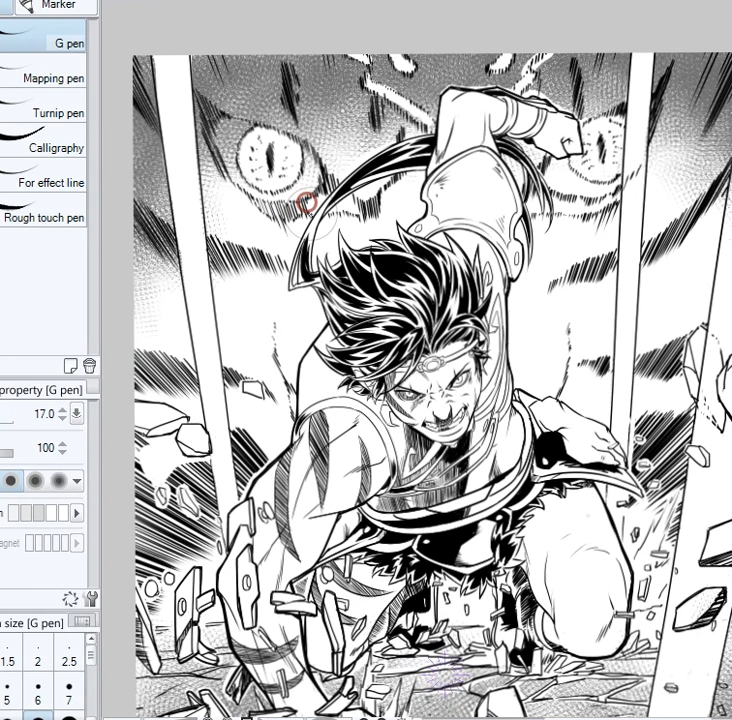 Marker
G pen
Mapping pen
Turnip pen
Calligraphy
For effect line
Rough touch pen
property [G pen]
17.0
100
size [G pen]
1.5 2 2.5
5 6 7